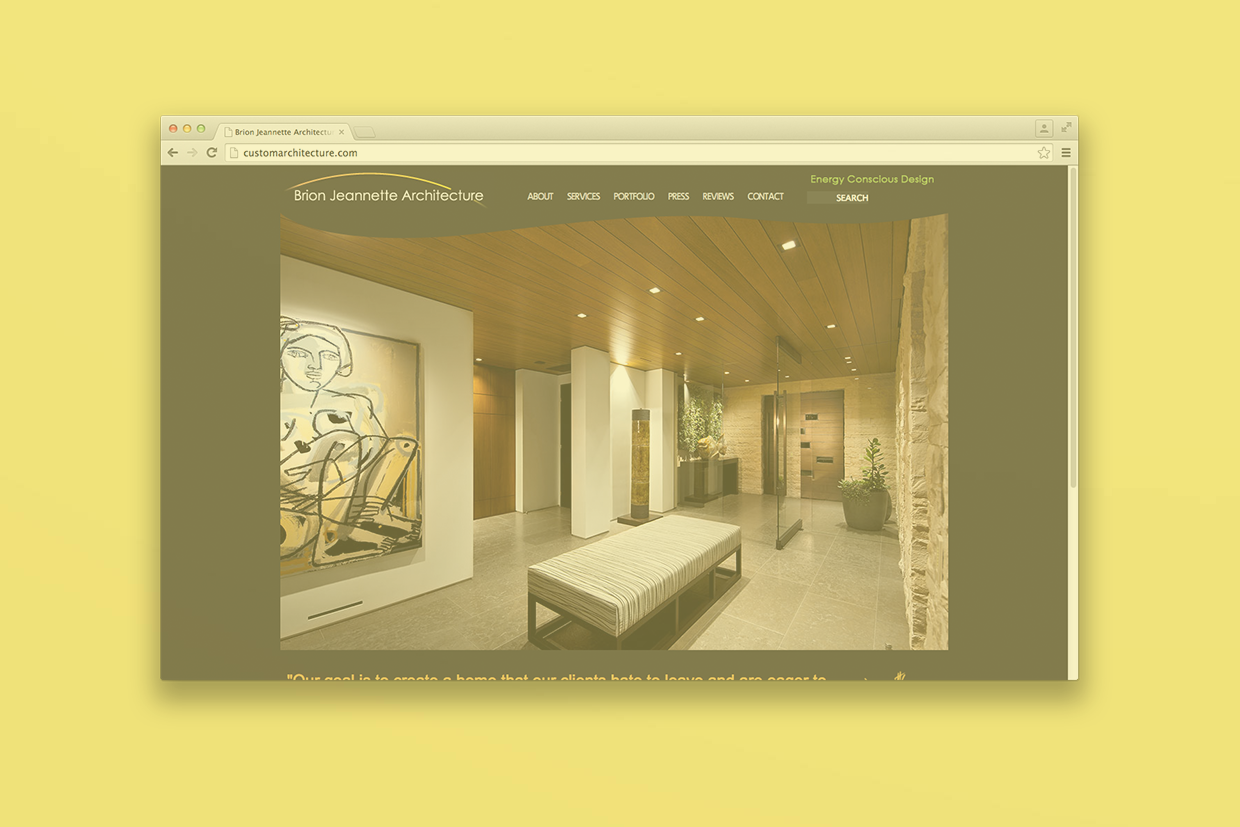 Brion Jeannette Architectu
customarchitecture.com
Energy Conscious Design
Brion Jeannette Architecture
ABOUT SERVICES PORTFOLIO PRESS REVIEWS CONTACT SEARCH
"Our goal is to create a home that our clients hate to leave and are eager to